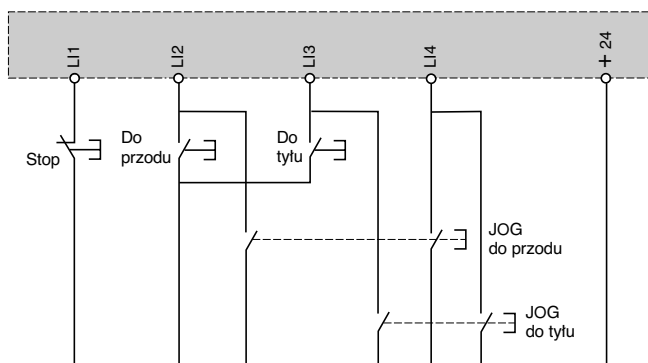 LI1
LI2
LI3
LI4
+ 24
Stop
Do
przodu
Do
tyłu
JOG
do przodu
JOG
do tyłu